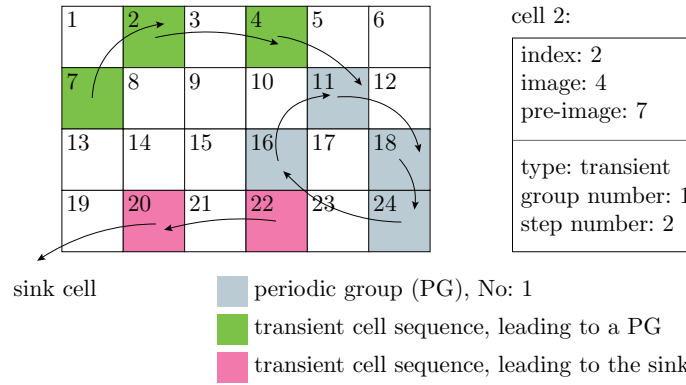 1 2 3 4 5 6
7 8 9 10 11 12
13 14 15 16 17 18
19 20 21 22 23 24
sink cell
cell 2:
index: 2
image: 4
pre-image: 7
type: transient
group number: 1
step number: 2
periodic group (PG), No: 1
transient cell sequence, leading to a PG
transient cell sequence, leading to the sink